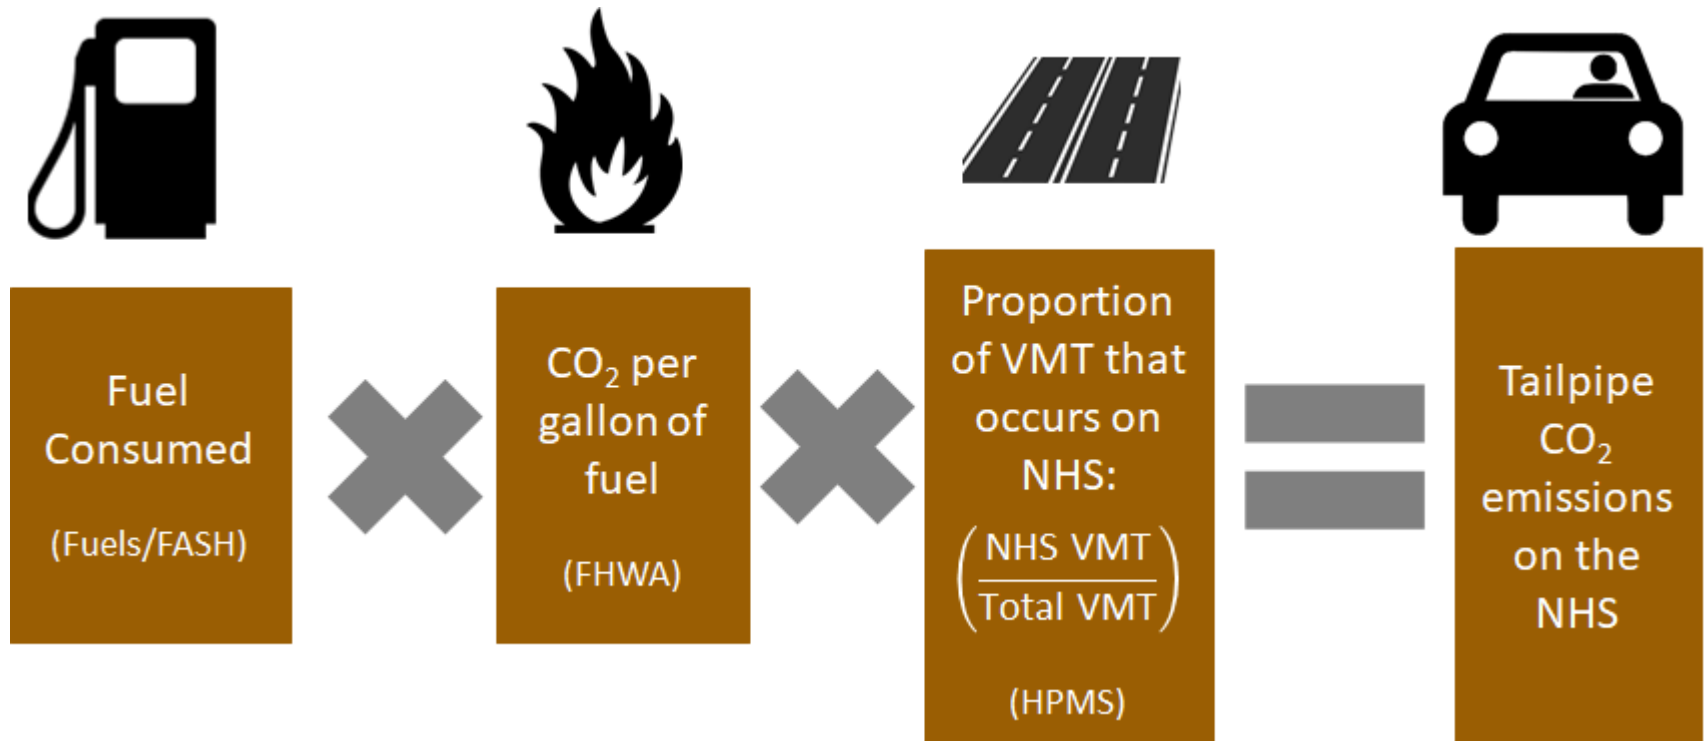 Fuel
Consumed
(Fuels/FASH)
CO₂ per
gallon of
fuel
(FHWA)
Proportion
of VMT that
occurs on
NHS:
(NHS VMT
Total VMT)
(HPMS)
Tailpipe
CO₂
emissions
on the
NHS